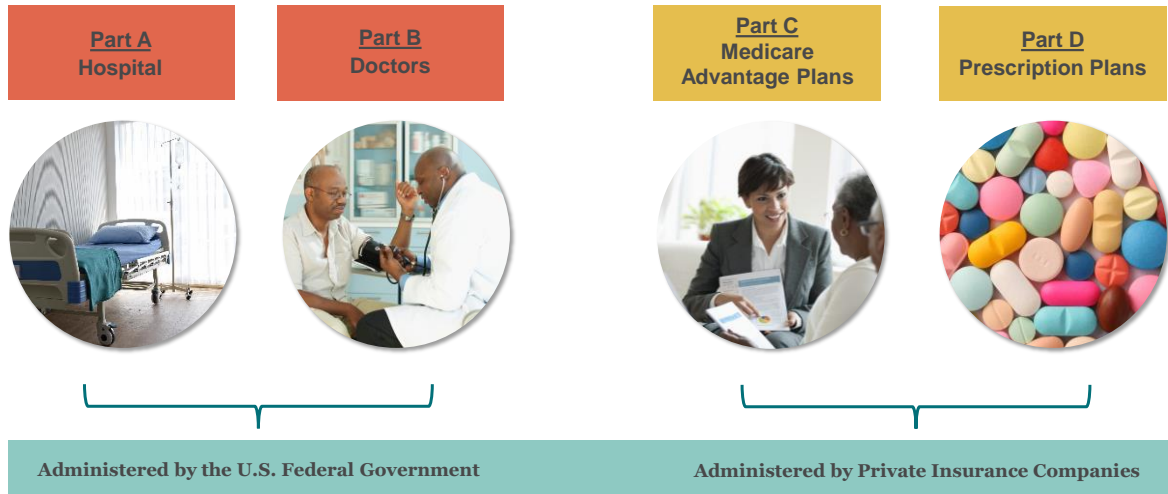 Part A
Hospital
Part B
Doctors
Part C
Medicare
Advantage Plans
Part D
Prescription Plans
Administered by the U.S. Federal Government
Administered by Private Insurance Companies